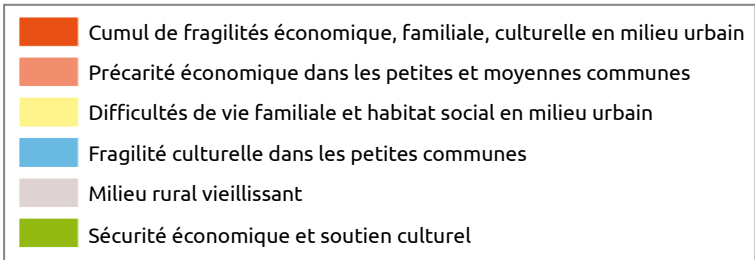 Cumul de fragilités économique, familiale, culturelle en milieu urbain
Précarité économique dans les petites et moyennes communes
Difficultés de vie familiale et habitat social en milieu urbain
Fragilité culturelle dans les petites communes
Milieu rural vieillissant
Sécurité économique et soutien culturel